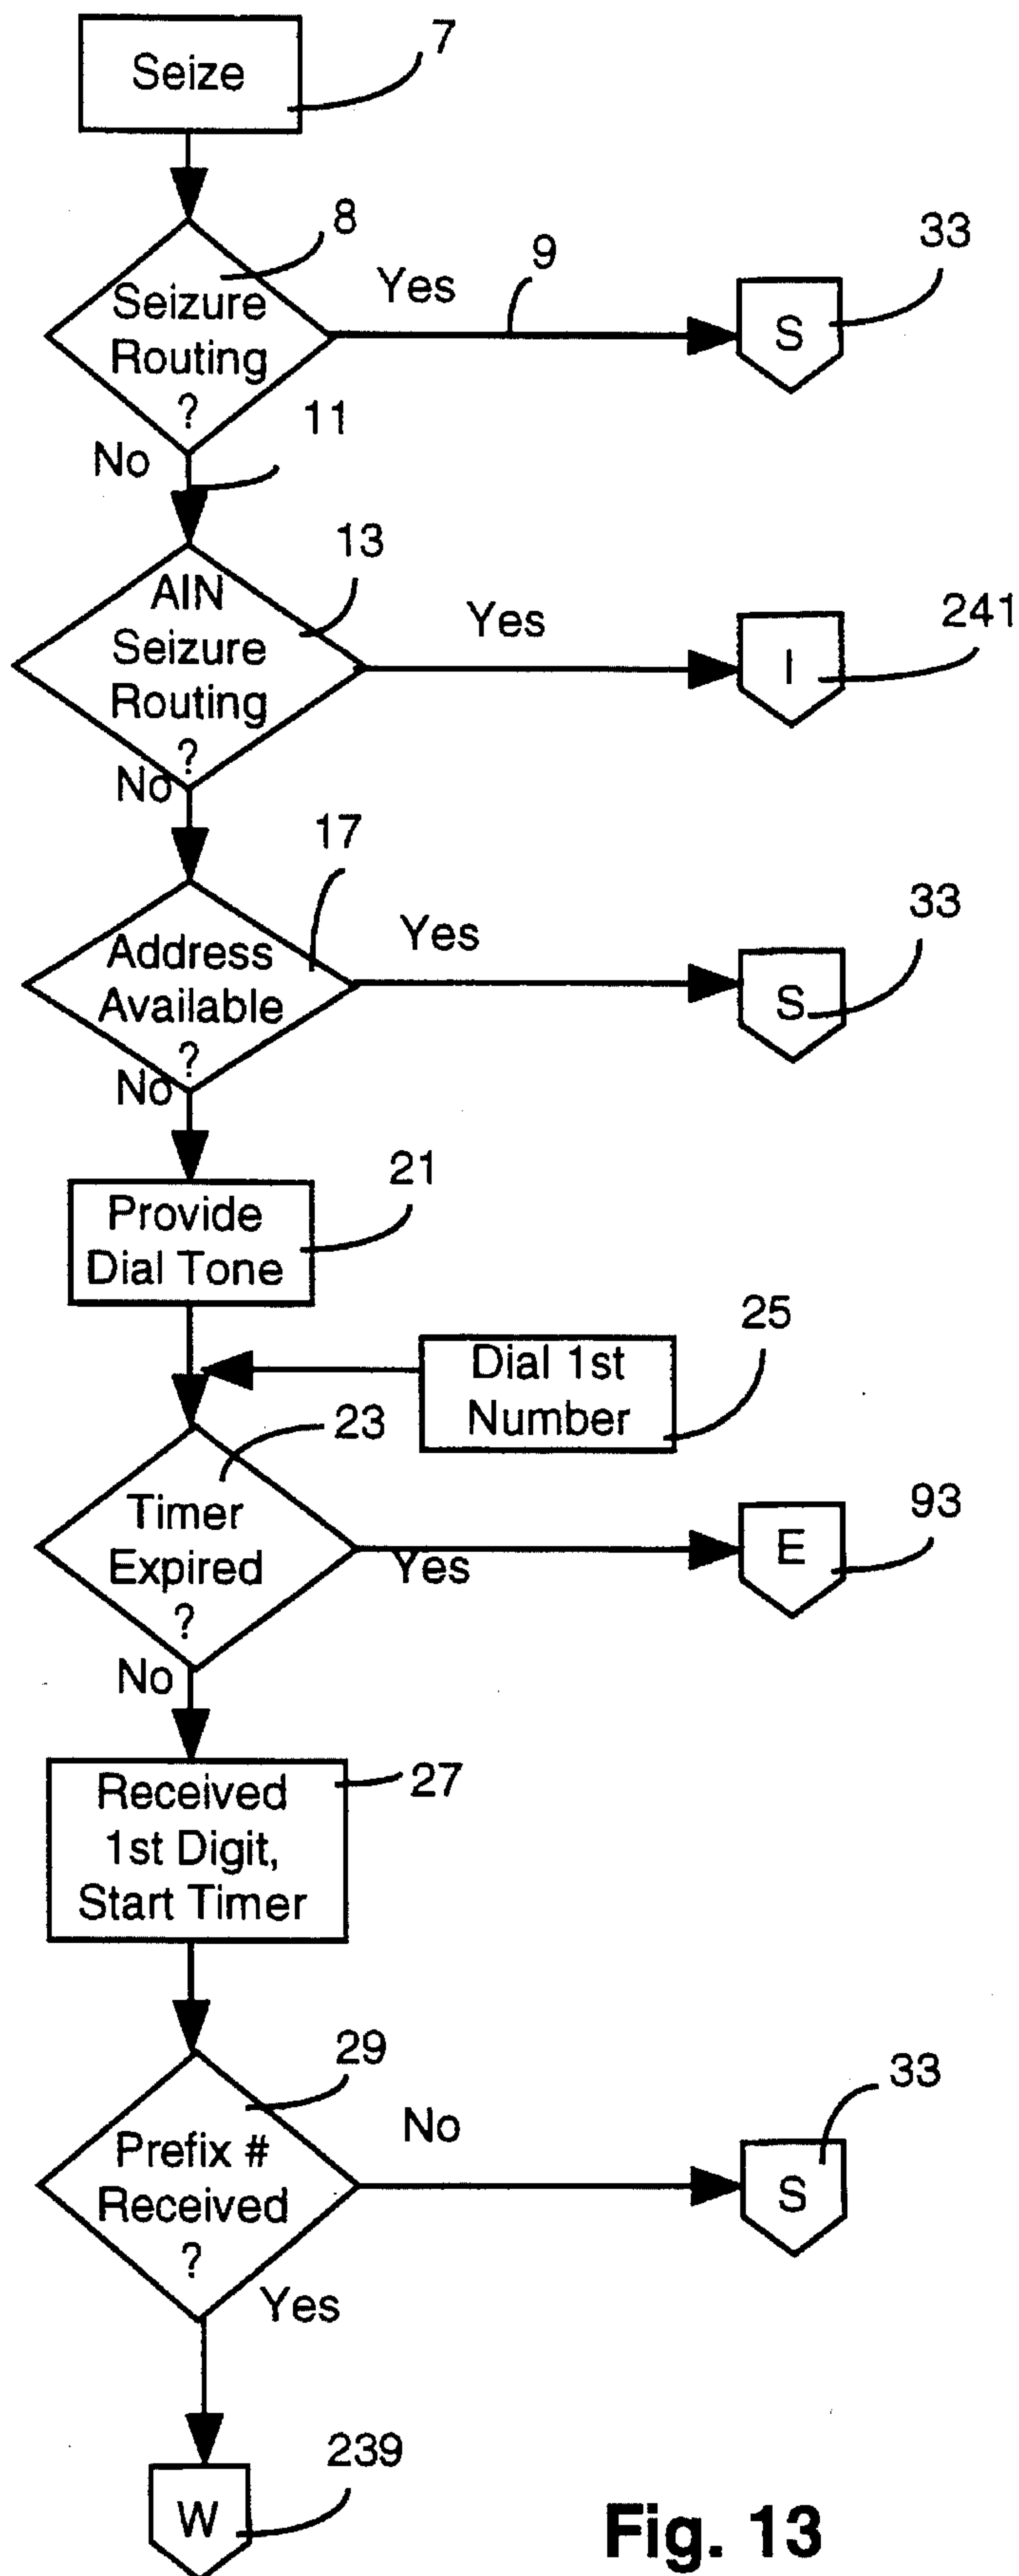 7
Seize
8
33
9
Yes
Seizure
Routing
?
S
11
No
13
AIN
Seizure
Routing
?
Yes
241
I
No
17
33
Yes
Address
Available
?
S
No
21
Provide
Dial Tone
25
Dial 1st
Number
23
93
Timer
Expired
?
Yes
E
No
27
Received
1st Digit,
Start Timer
29
33
No
Prefix #
Received
?
S
Yes
239
W
Fig. 13